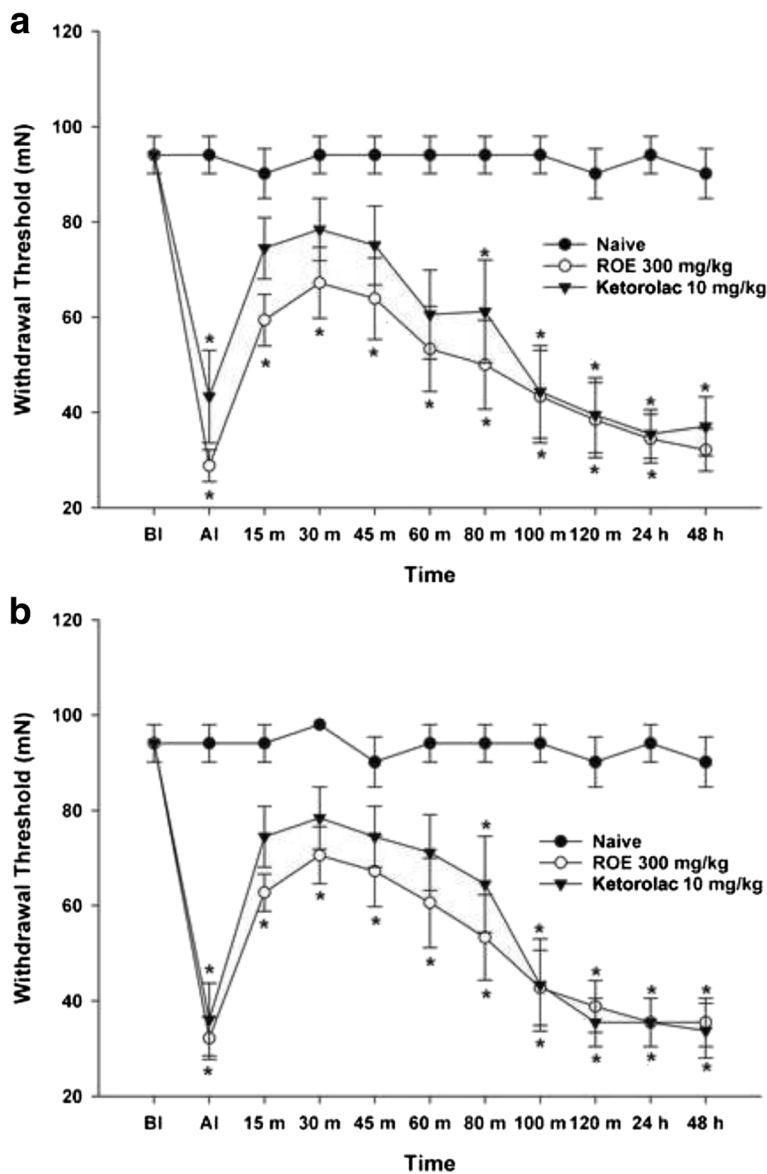 a
120
100
80
60
40
20
Withdrawal Threshold (mN)
Naive
ROE 300 mg/kg
Ketorolac 10 mg/kg
* * * * * *
* * * * * * * * *
BI AI 15 m 30 m 45 m 60 m 80 m 100 m 120 m 24 h 48 h
Time
b
120
100
80
60
40
20
Withdrawal Threshold (mN)
Naive
ROE 300 mg/kg
Ketorolac 10 mg/kg
* * * * * *
* * * * * * * * * *
BI AI 15 m 30 m 45 m 60 m 80 m 100 m 120 m 24 h 48 h
Time